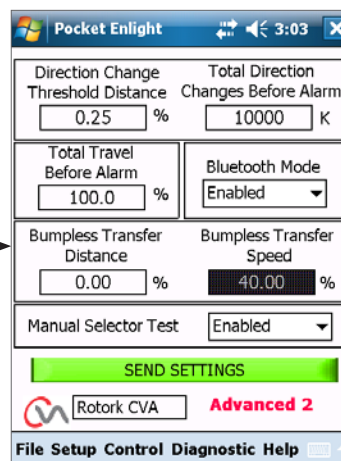 Pocket Enlight 3:03
Direction Change Total Direction
Threshold Distance Changes Before Alarm
0.25 % 10000 K
Total Travel
Before Alarm Bluetooth Mode
100.0 % Enabled
Bumpless Transfer Bumpless Transfer
Distance Speed
0.00 % 40.00 %
Manual Selector Test Enabled
SEND SETTINGS
Rotork CVA Advanced 2
File Setup Control Diagnostic Help